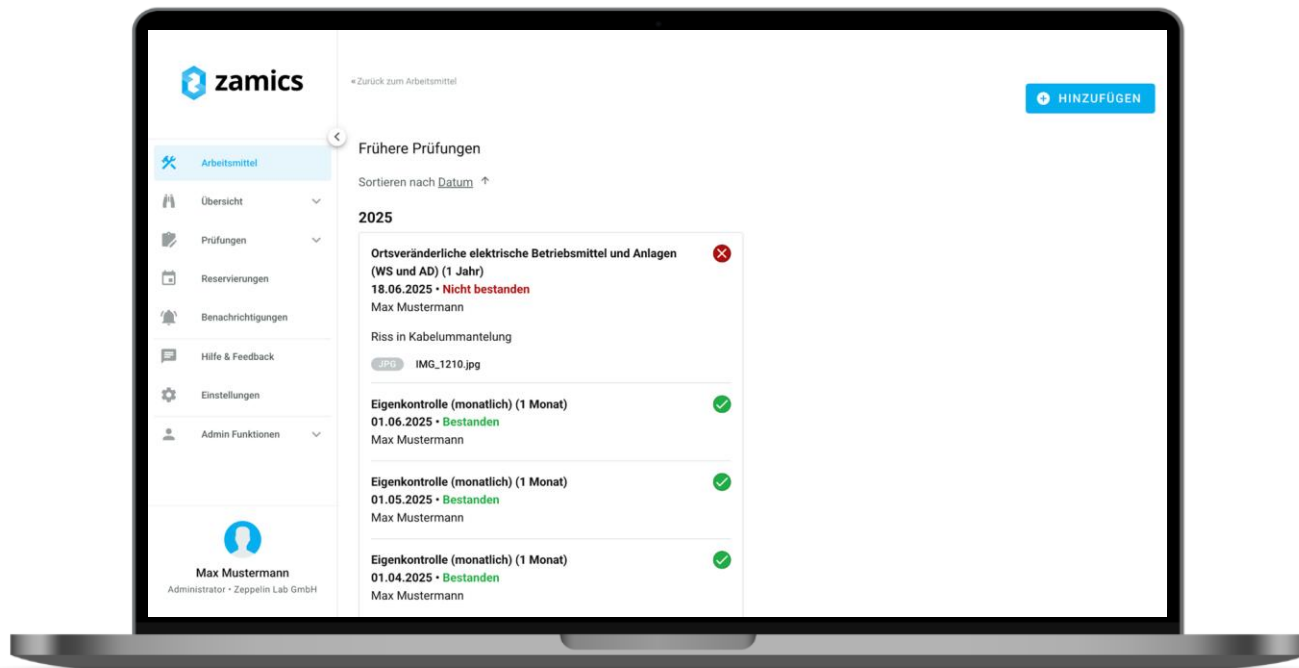 zamics
«Zurück zum Arbeitsmittel
HINZUFÜGEN
Arbeitsmittel
Übersicht
Prüfungen
Reservierungen
Benachrichtigungen
Hilfe & Feedback
Einstellungen
Admin Funktionen
Max Mustermann
Administrator • Zeppelin Lab GmbH
Frühere Prüfungen
Sortieren nach Datum ↑
2025
Ortsveränderliche elektrische Betriebsmittel und Anlagen
(WS und AD) (1 Jahr)
18.06.2025 • Nicht bestanden
Max Mustermann
Riss in Kabelummantelung
JPG IMG_1210.jpg
Eigenkontrolle (monatlich) (1 Monat)
01.06.2025 • Bestanden
Max Mustermann
Eigenkontrolle (monatlich) (1 Monat)
01.05.2025 • Bestanden
Max Mustermann
Eigenkontrolle (monatlich) (1 Monat)
01.04.2025 • Bestanden
Max Mustermann